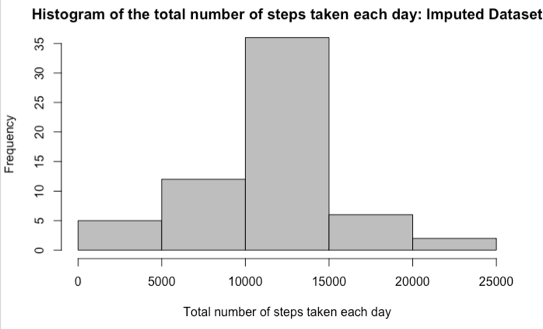 Histogram of the total number of steps taken each day: Imputed Dataset
Frequency
35
30
25
20
15
10
5
0
0 5000 10000 15000 20000 25000
Total number of steps taken each day